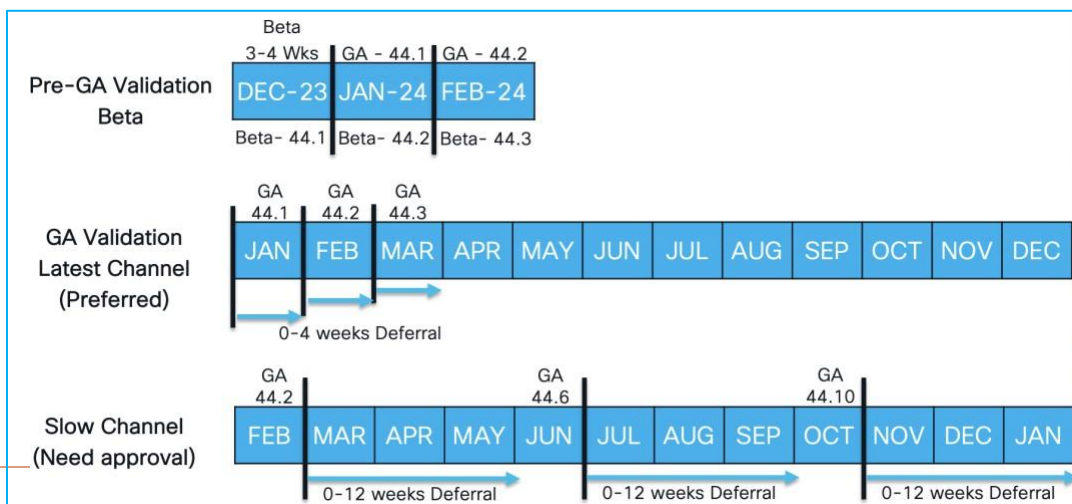 Beta
3-4 Wks GA - 44.1 GA - 44.2
Pre-GA Validation
Beta
DEC-23 JAN-24 FEB-24
Beta- 44.1 Beta- 44.2 Beta- 44.3
GA GA GA
44.1 44.2 44.3
GA Validation
Latest Channel
(Preferred)
JAN FEB MAR APR MAY JUN JUL AUG SEP OCT NOV DEC
0-4 weeks Deferral
GA GA GA
44.2 44.6 44.10
Slow Channel
(Need approval)
FEB MAR APR MAY JUN JUL AUG SEP OCT NOV DEC JAN
0-12 weeks Deferral 0-12 weeks Deferral 0-12 weeks Deferral